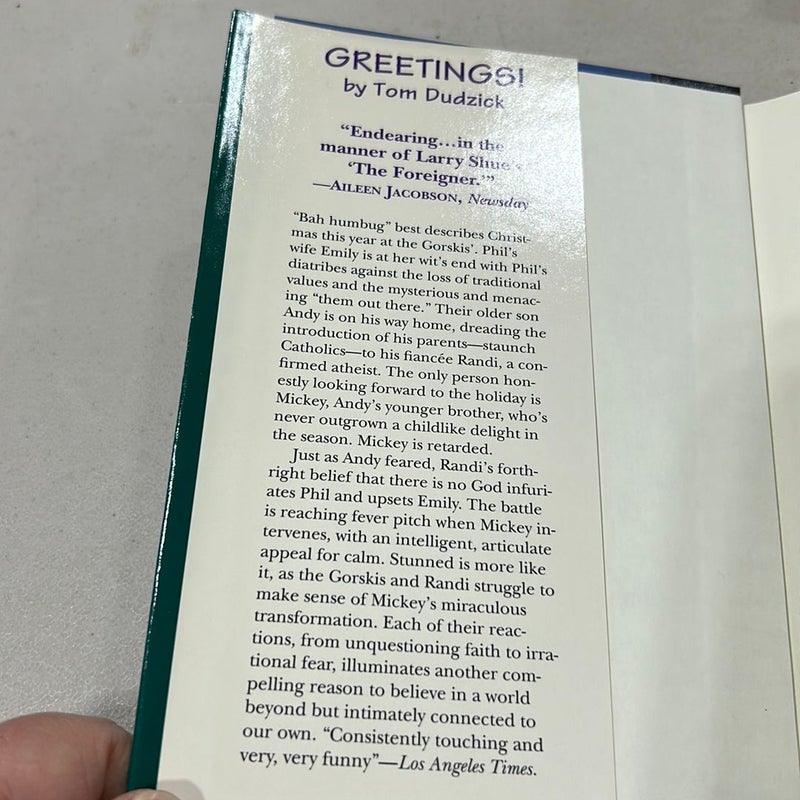 GREETINGS!
by Tom Dudzick
“Endearing...in the
manner of Larry Shue's
‘The Foreigner.’”
—AILEEN JACOBSON, Newsday
“Bah humbug” best describes Christ-
mas this year at the Gorskis’. Phil’s
wife Emily is at her wit’s end with Phil’s
diatribes against the loss of traditional
values and the mysterious and menac-
ing “them out there.” Their older son
Andy is on his way home, dreading the
introduction of his parents—staunch
Catholics—to his fiancée Randi, a con-
firmed atheist. The only person hon-
estly looking forward to the holiday is
Mickey, Andy’s younger brother, who’s
never outgrown a childlike delight in
the season. Mickey is retarded.
Just as Andy feared, Randi’s forth-
right belief that there is no God infuri-
ates Phil and upsets Emily. The battle
is reaching fever pitch when Mickey in-
tervenes, with an intelligent, articulate
appeal for calm. Stunned is more like
it, as the Gorskis and Randi struggle to
make sense of Mickey’s miraculous
transformation. Each of their reac-
tions, from unquestioning faith to irra-
tional fear, illuminates another com-
pelling reason to believe in a world
beyond but intimately connected to
our own. “Consistently touching and
very, very funny”—Los Angeles Times.